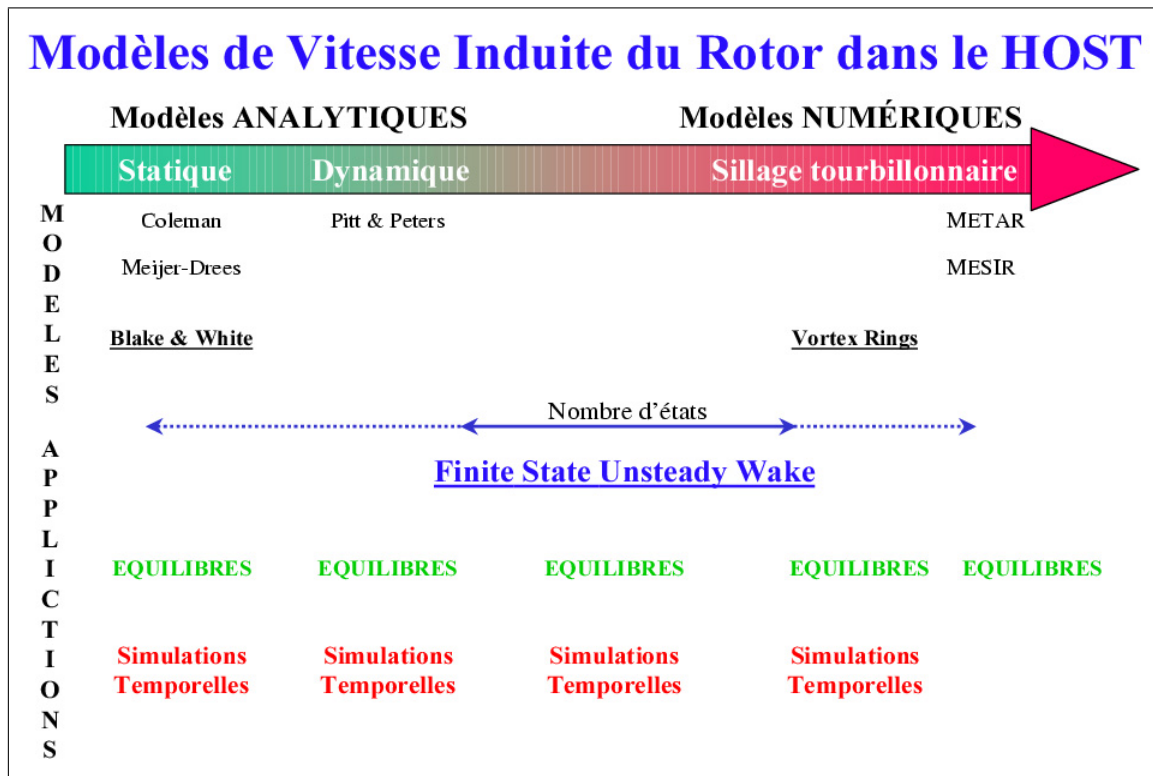 Modèles de Vitesse Induite du Rotor dans le HOST
Modèles ANALYTIQUES
Modèles NUMÉRIQUES
Statique
Dynamique
Sillage tourbillonnaire
MODELES
Coleman
Pitt & Peters
METAR
Meijer-Drees
MESIR
Blake & White
Vortex Rings
Nombre d'états
Finite State Unsteady Wake
APPLICTIONS
EQUILIBRES
EQUILIBRES
EQUILIBRES
EQUILIBRES
EQUILIBRES
Simulations
Temporelles
Simulations
Temporelles
Simulations
Temporelles
Simulations
Temporelles